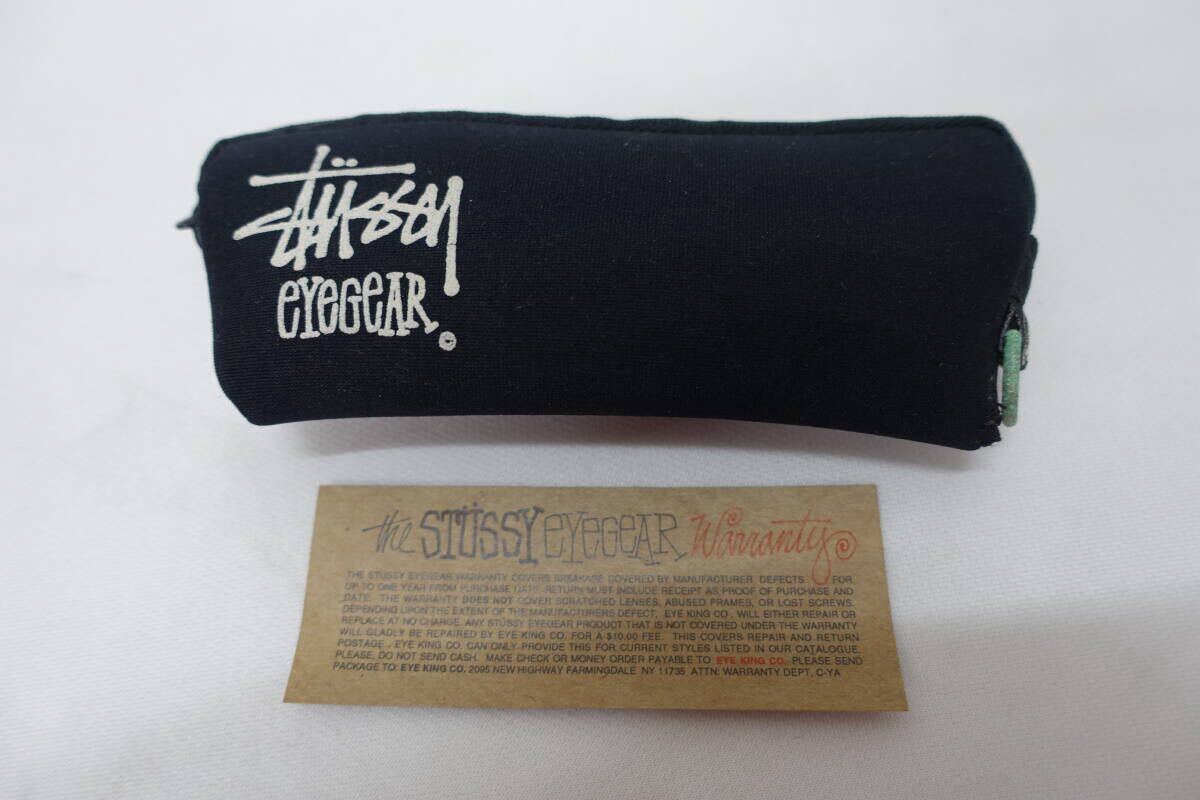 STÜSSY
EYEGEAR
©
the STÜSSY EYEGEAR Warranty ©
THE STUSSY EYEGEAR WARRANTY COVERS BREAKAGE COVERED BY MANUFACTURER DEFECTS FOR
UP TO ONE YEAR FROM PURCHASE DATE. RETURN MUST INCLUDE RECEIPT AS PROOF OF PURCHASE AND
DATE. THE WARRANTY DOES NOT COVER SCRATCHED LENSES, ABUSED FRAMES, OR LOST SCREWS.
DEPENDING UPON THE EXTENT OF THE MANUFACTURERS DEFECT, EYE KING CO. WILL EITHER REPAIR OR
REPLACE AT NO CHARGE. ANY STÜSSY EYEGEAR PRODUCT THAT IS NOT COVERED UNDER THE WARRANTY
WILL GLADLY BE REPAIRED BY EYE KING CO. FOR A $10.00 FEE. THIS COVERS REPAIR AND RETURN
POSTAGE. EYE KING CO. CAN ONLY PROVIDE THIS FOR CURRENT STYLES LISTED IN OUR CATALOGUE.
PLEASE, DO NOT SEND CASH. MAKE CHECK OR MONEY ORDER PAYABLE TO EYE KING CO. PLEASE SEND
PACKAGE TO: EYE KING CO. 2095 NEW HIGHWAY FARMINGDALE NY 11735 ATTN: WARRANTY DEPT. C-YA